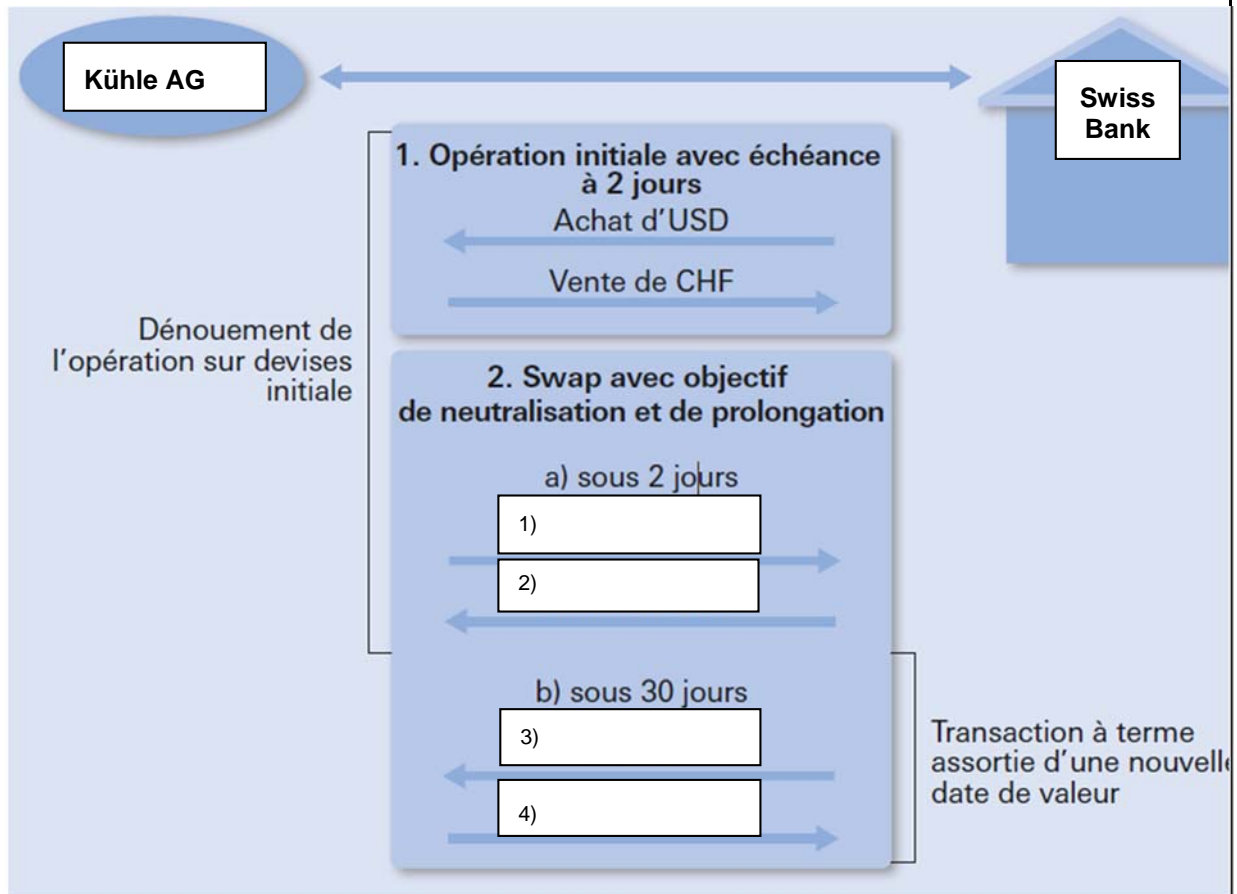 Kühle AG
Swiss
Bank
1. Opération initiale avec échéance
à 2 jours
Achat d'USD
Vente de CHF
Dénouement de
l'opération sur devises
initiale
2. Swap avec objectif
de neutralisation et de prolongation
a) sous 2 jours
1)
2)
b) sous 30 jours
3)
4)
Transaction à terme
assortie d'une nouvelle
date de valeur